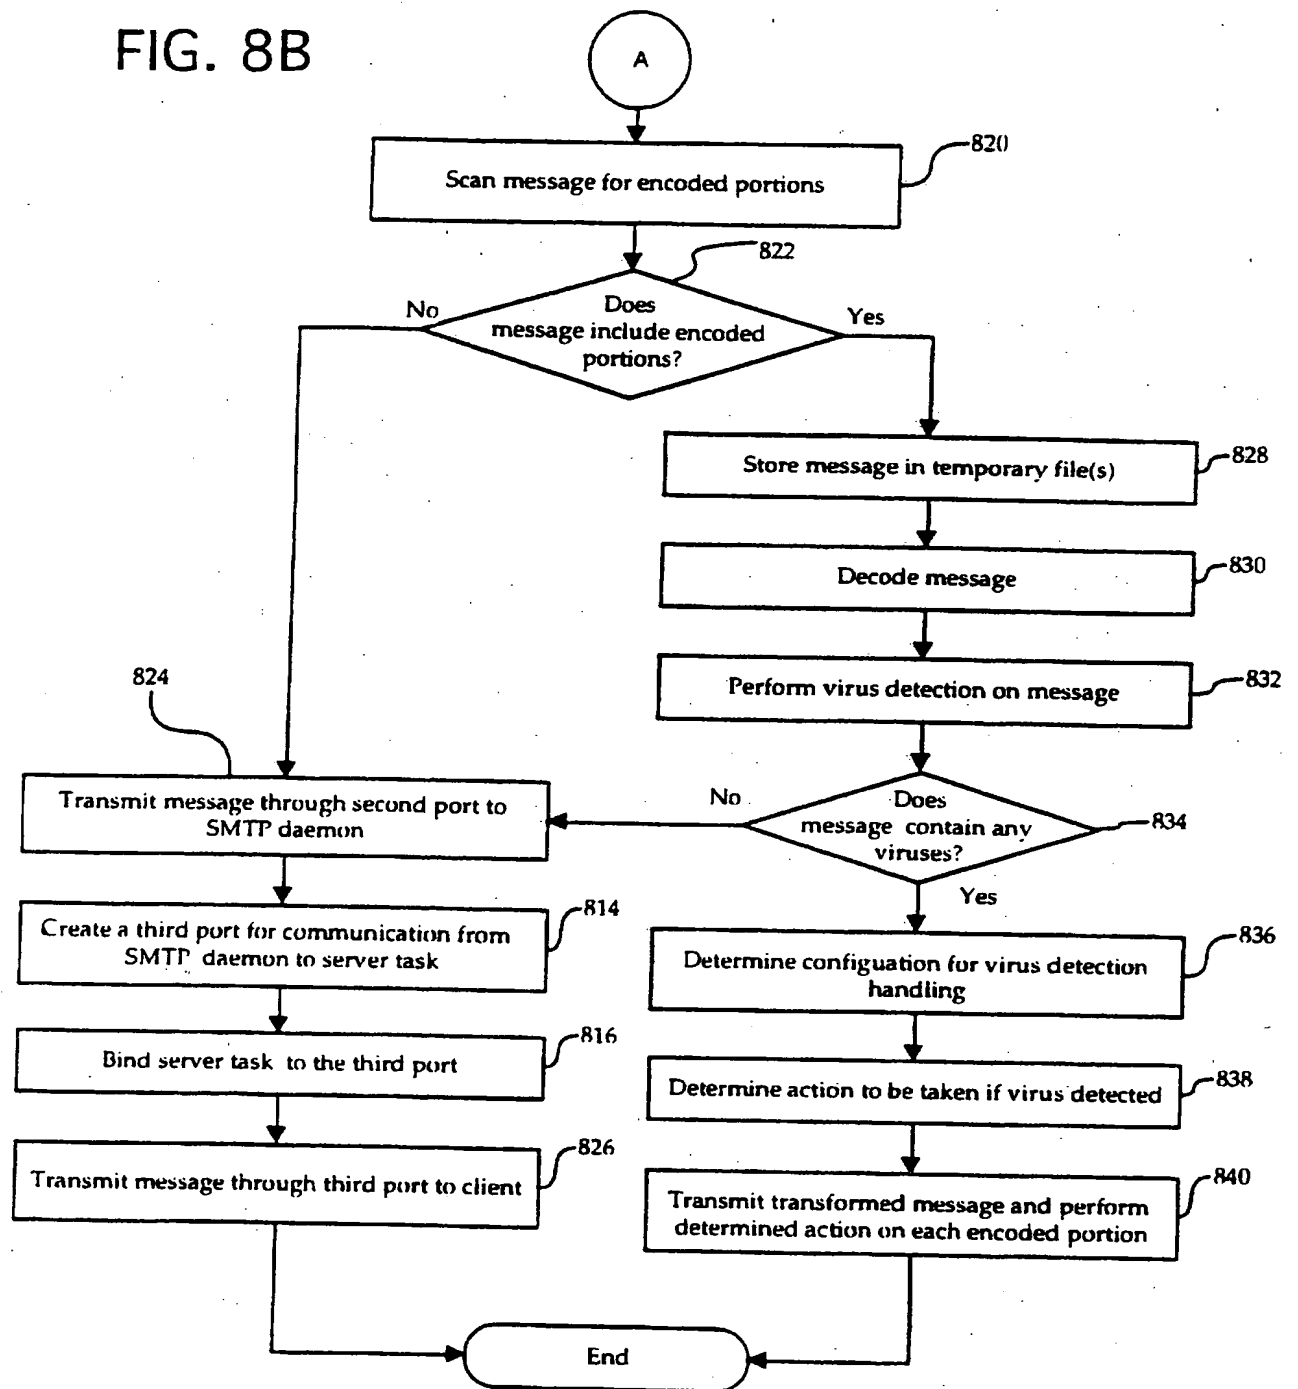 FIG. 8B
A
Scan message for encoded portions
820
822
Does
message include encoded
portions?
No
Yes
Store message in temporary file(s)
828
Decode message
830
Perform virus detection on message
832
824
Transmit message through second port to
SMTP daemon
No
Does
message contain any
viruses?
834
Yes
Create a third port for communication from
SMTP daemon to server task
814
Determine configuation for virus detection
handling
836
Bind server task to the third port
816
Determine action to be taken if virus detected
838
Transmit message through third port to client
826
Transmit transformed message and perform
determined action on each encoded portion
840
End